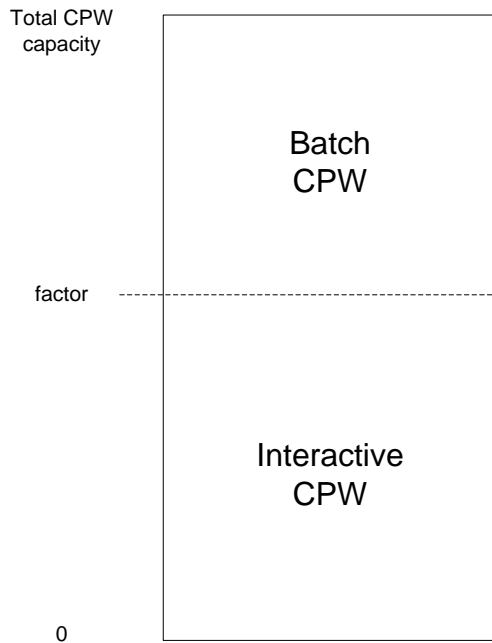 Total CPW
capacity
Batch
CPW
factor
Interactive
CPW
0